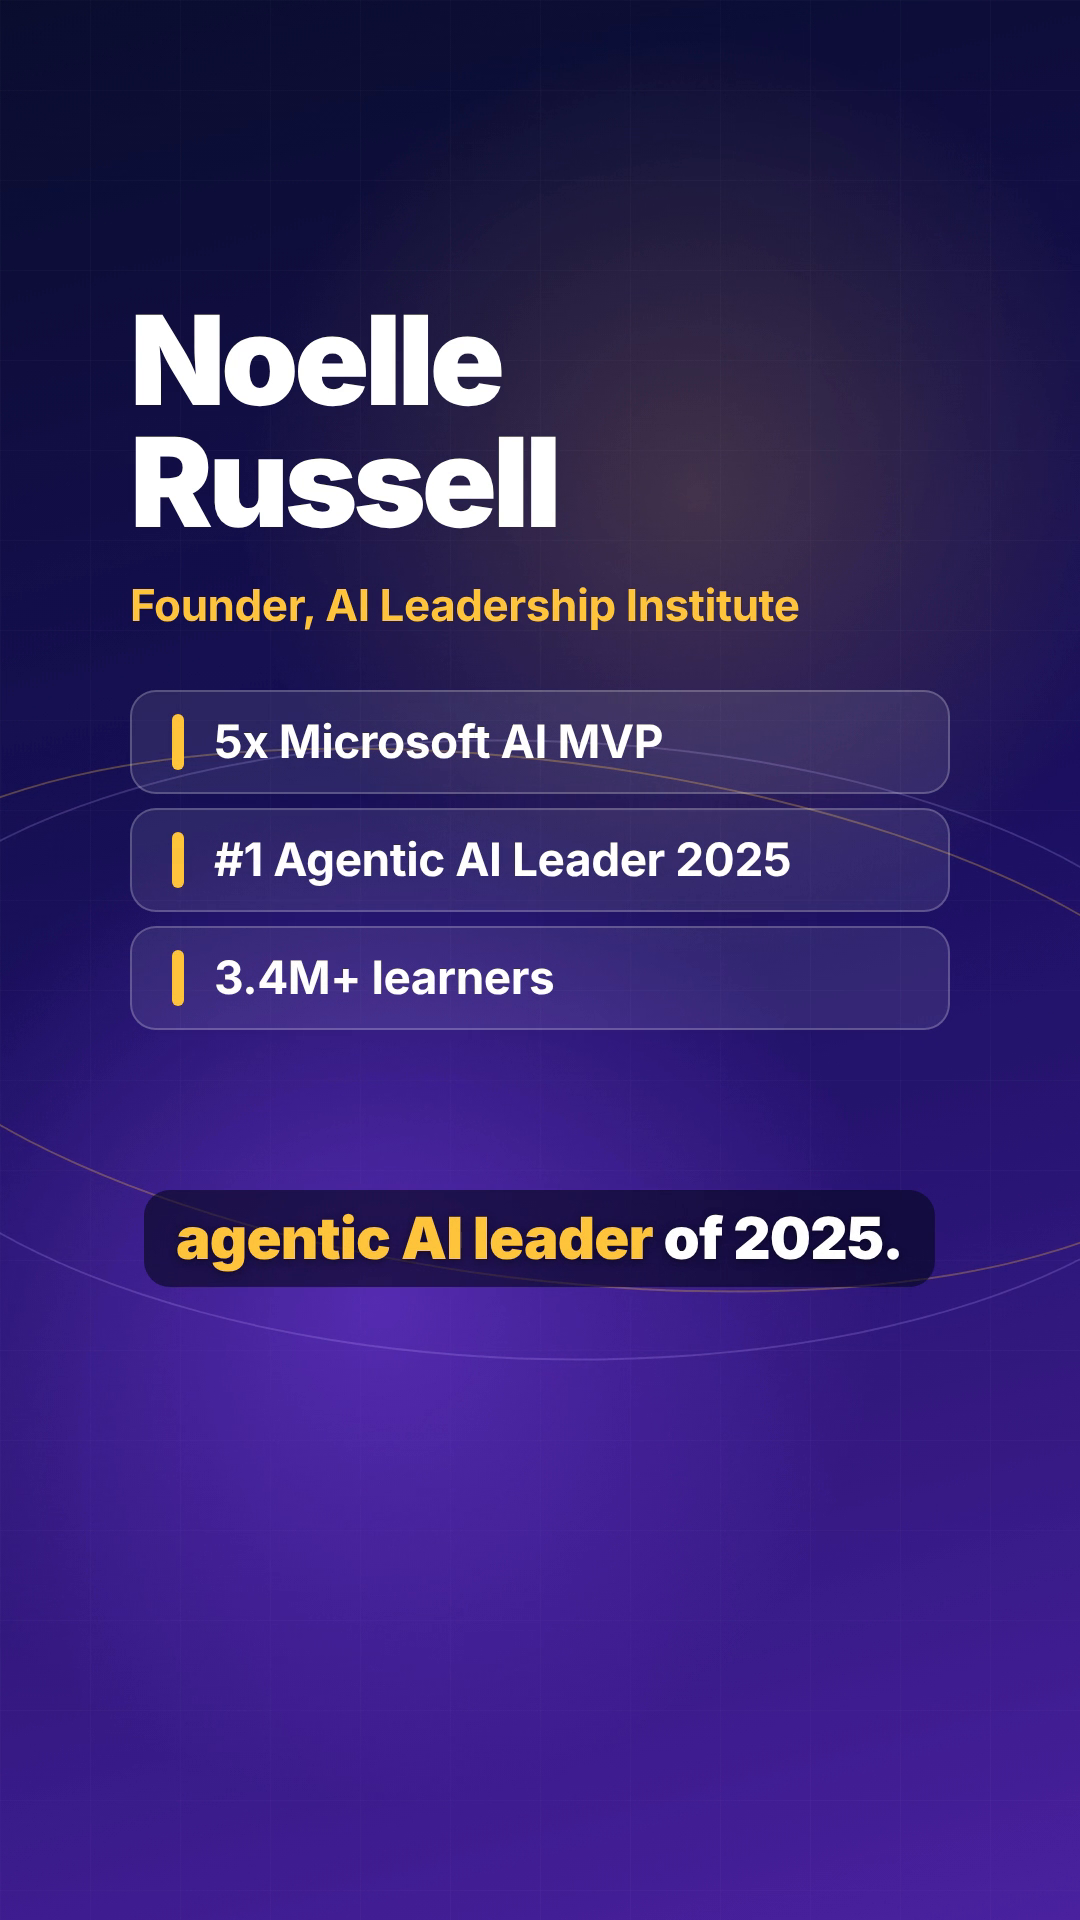 Noelle
Russell
Founder, AI Leadership Institute
5x Microsoft AI MVP
#1 Agentic AI Leader 2025
3.4M+ learners
agentic AI leader of 2025.